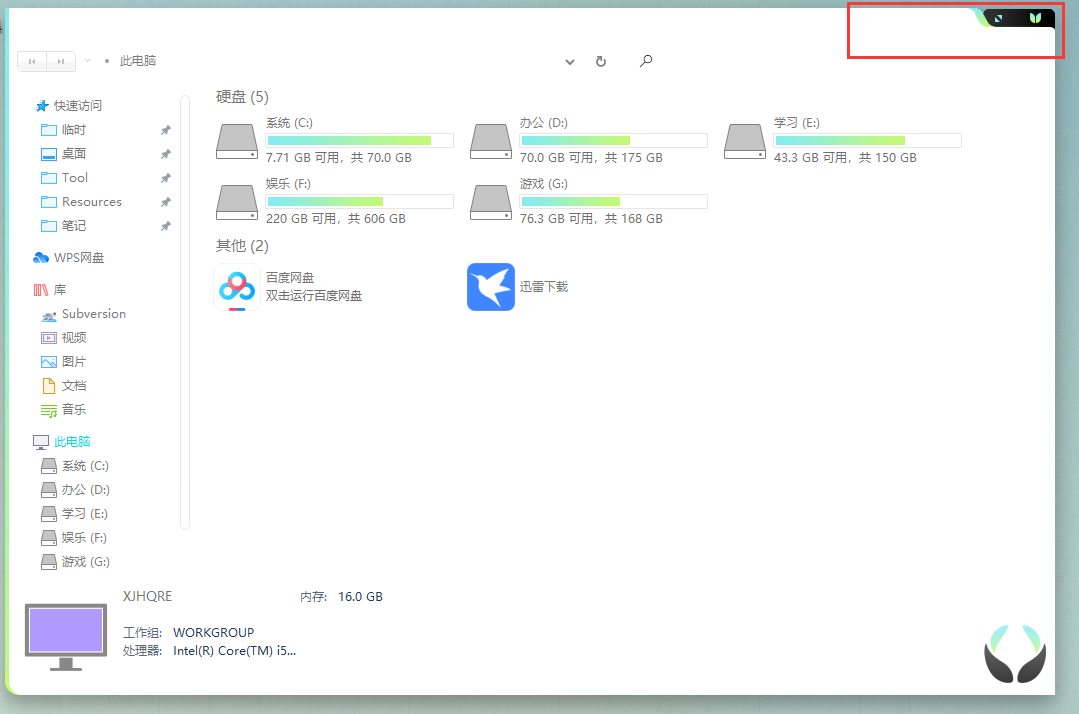 此电脑
快速访问
临时
桌面
Tool
Resources
笔记
WPS网盘
库
Subversion
视频
图片
文档
音乐
此电脑
系统 (C:)
办公 (D:)
学习 (E:)
娱乐 (F:)
游戏 (G:)
硬盘 (5)
系统 (C:)
7.71 GB 可用，共 70.0 GB
办公 (D:)
70.0 GB 可用，共 175 GB
学习 (E:)
43.3 GB 可用，共 150 GB
娱乐 (F:)
220 GB 可用，共 606 GB
游戏 (G:)
76.3 GB 可用，共 168 GB
其他 (2)
百度网盘
双击运行百度网盘
迅雷下载
XJHQRE
内存: 16.0 GB
工作组: WORKGROUP
处理器: Intel(R) Core(TM) i5...